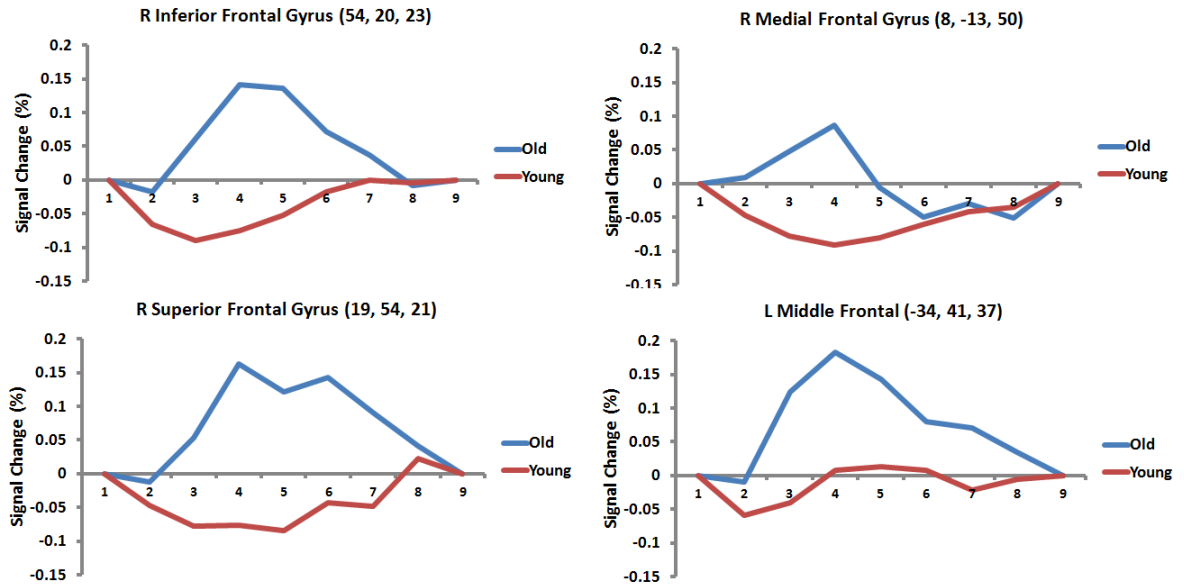 R Inferior Frontal Gyrus (54, 20, 23)
Signal Change (%)
0.2
0.15
0.1
0.05
0
-0.05
-0.1
-0.15
1 2 3 4 5 6 7 8 9
Old
Young
R Medial Frontal Gyrus (8, -13, 50)
Signal Change (%)
0.2
0.15
0.1
0.05
0
-0.05
-0.1
-0.15
1 2 3 4 5 6 7 8 9
Old
Young
R Superior Frontal Gyrus (19, 54, 21)
Signal Change (%)
0.2
0.15
0.1
0.05
0
-0.05
-0.1
-0.15
1 2 3 4 5 6 7 8 9
Old
Young
L Middle Frontal (-34, 41, 37)
Signal Change (%)
0.2
0.15
0.1
0.05
0
-0.05
-0.1
-0.15
1 2 3 4 5 6 7 8 9
Old
Young